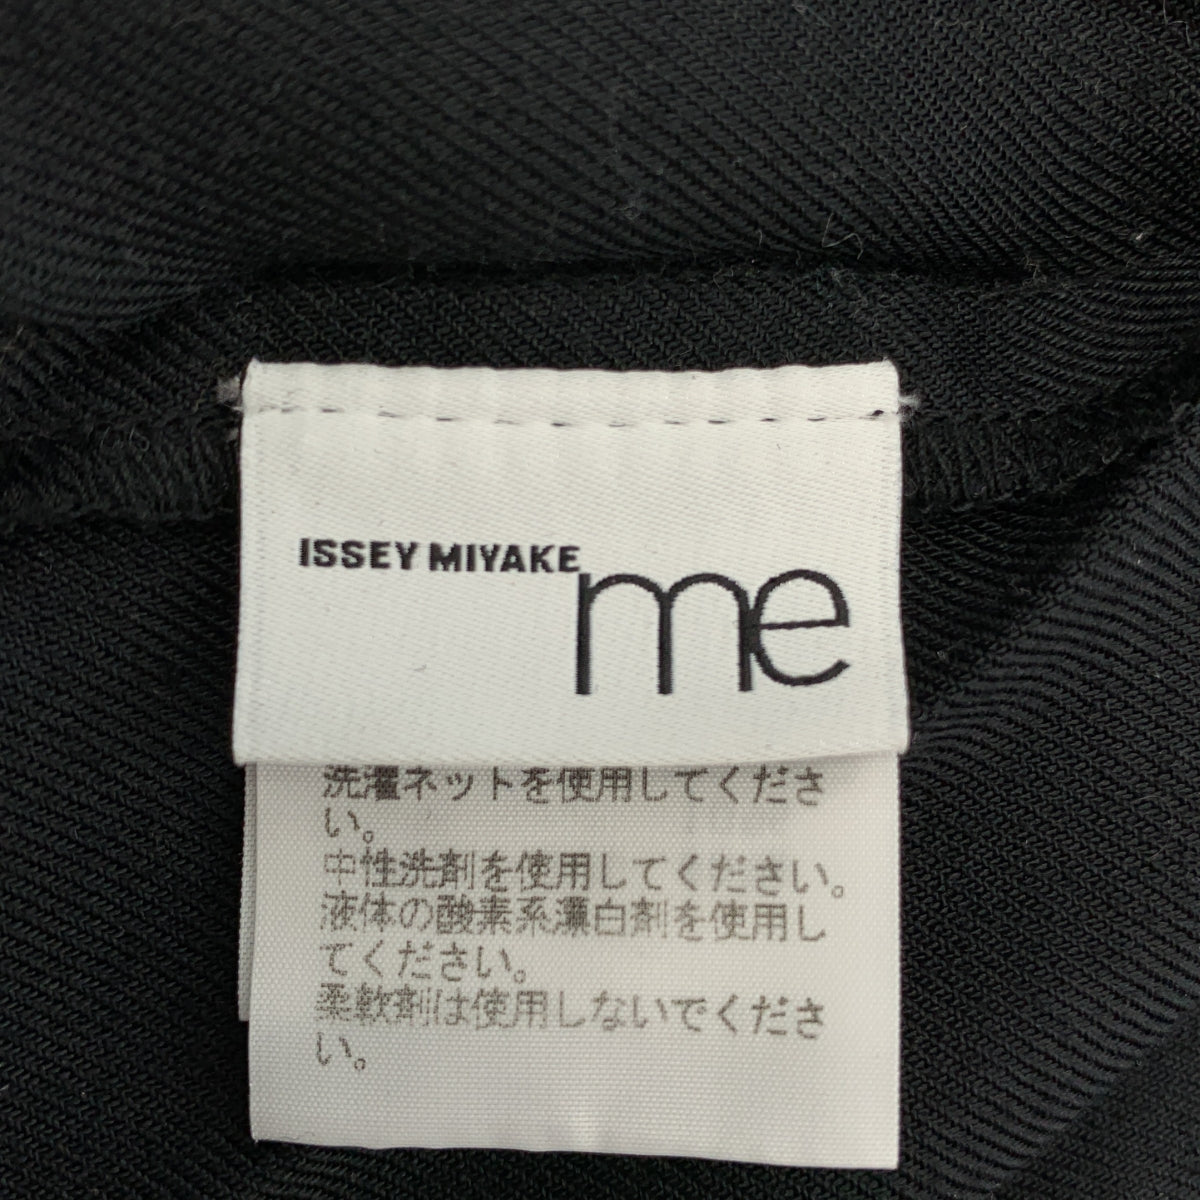 ISSEY MIYAKE
me
洗濯ネットを使用してくださ
い。
中性洗剤を使用してください。
液体の酸素系漂白剤を使用し
てください。
柔軟剤は使用しないでくださ
い。